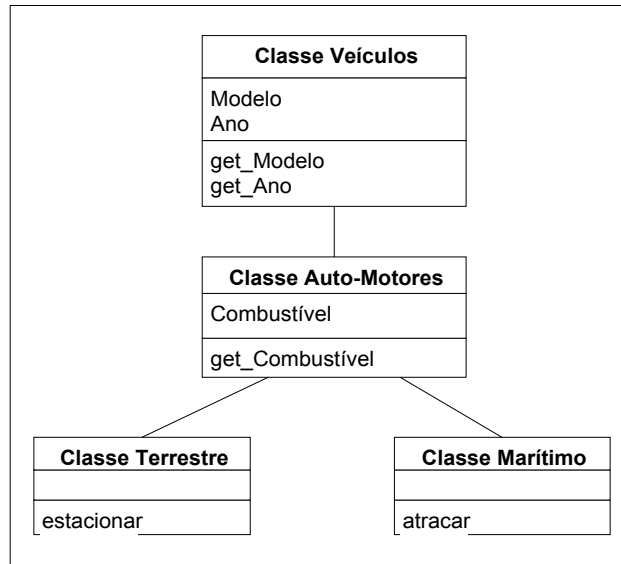 Classe Veículos
Modelo
Ano
get_Modelo
get_Ano
Classe Auto-Motores
Combustível
get_Combustível
Classe Terrestre
estacionar
Classe Marítimo
atracar